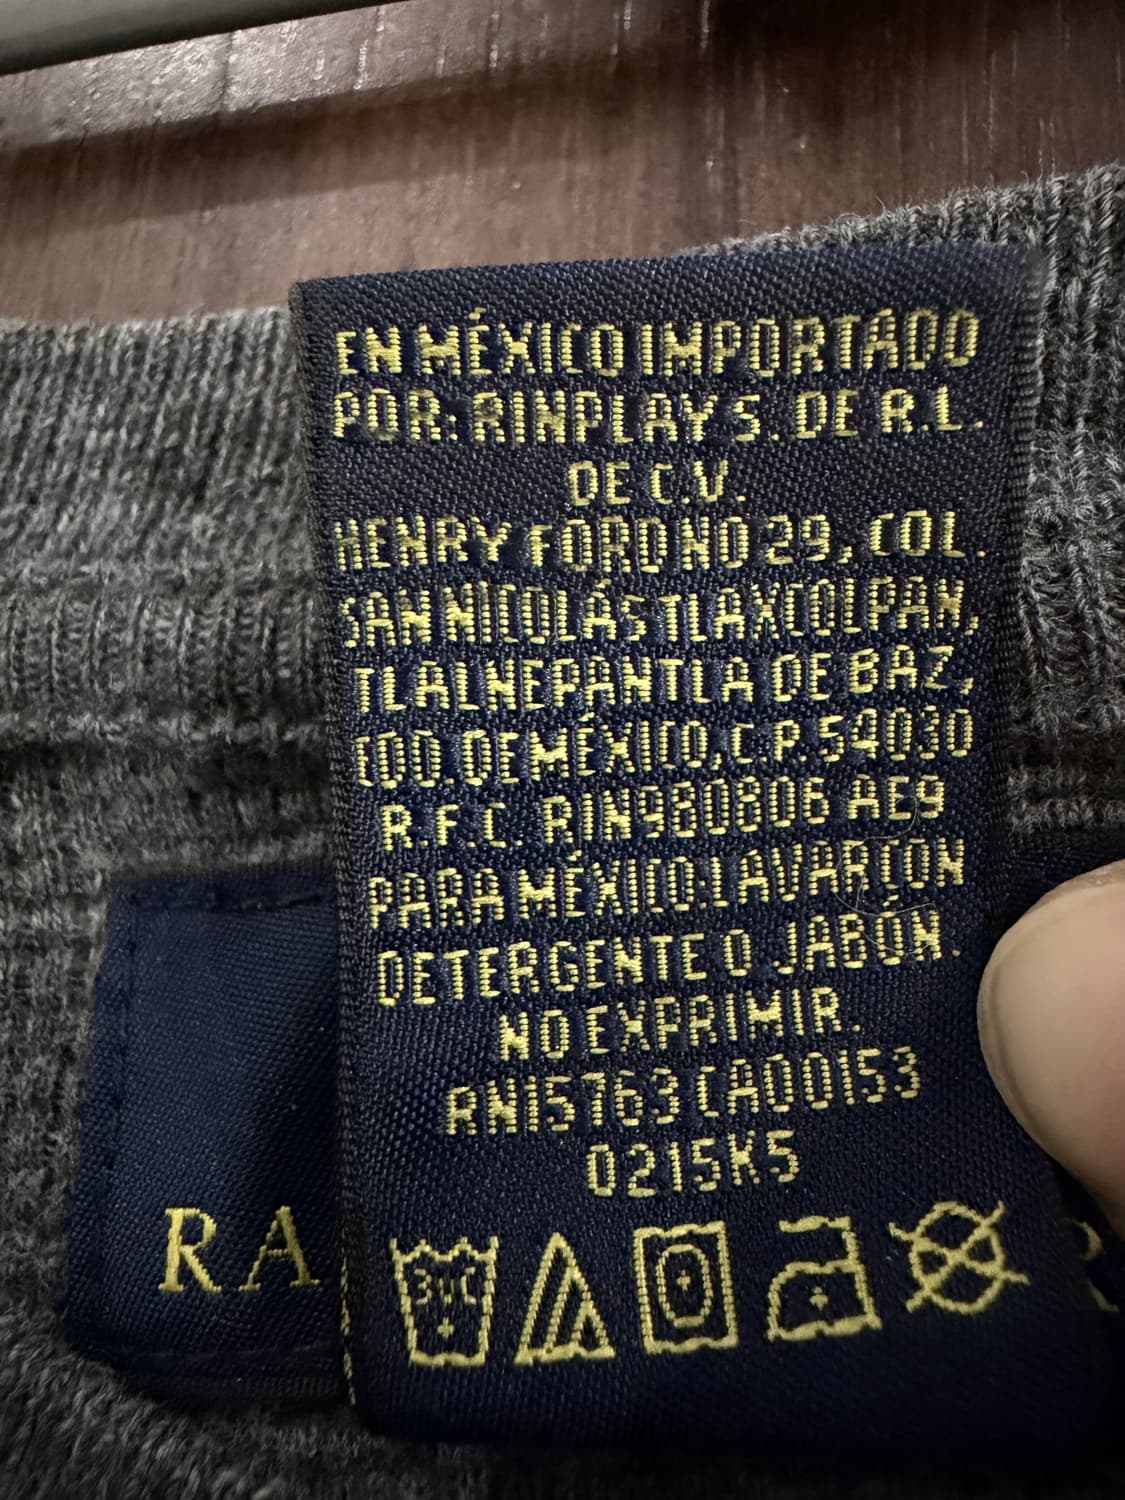 EN MÉXICO IMPORTADO
POR: RINPLAY S. DE R.L.
DE C.V.
HENRY FORD NO 29, COL.
SAN NICOLÁS TLAXCOLPAN,
TLALNEPANTLA DE BAZ,
EDO. DE MÉXICO, C.P. 54030
R.F.C. RIN980806 AE9
PARA MÉXICO: LAVAR CON
DETERGENTE O JABÓN.
NO EXPRIMIR.
RN15763 CA00153
0215K5
30C
RA